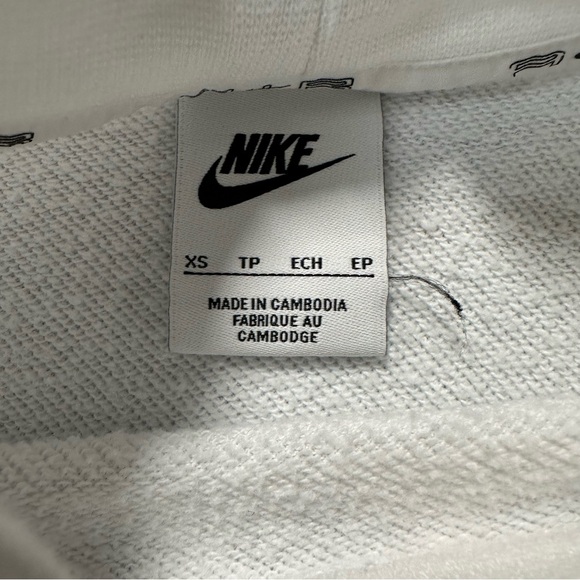 NIKE
XS TP ECH EP
MADE IN CAMBODIA
FABRIQUE AU
CAMBODGE